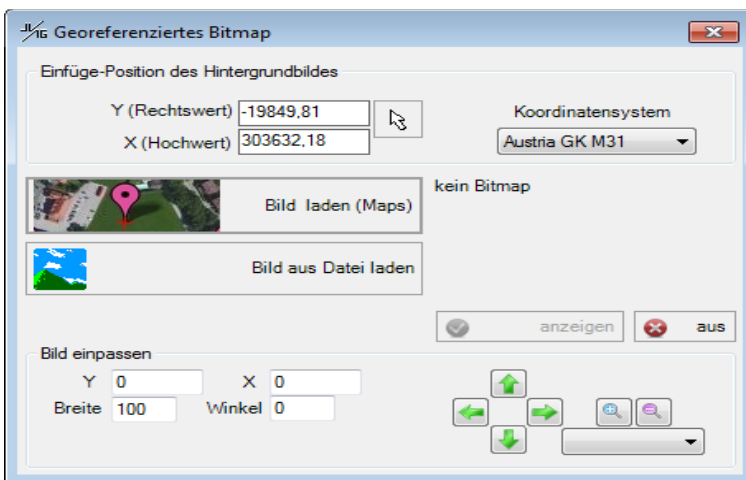 Georeferenziertes Bitmap
Einfüge-Position des Hintergrundbildes
Y (Rechtswert) -19849,81
X (Hochwert) 303632,18
Koordinatensystem
Austria GK M31
Bild laden (Maps)
kein Bitmap
Bild aus Datei laden
anzeigen
aus
Bild einpassen
Y 0 X 0
Breite 100 Winkel 0